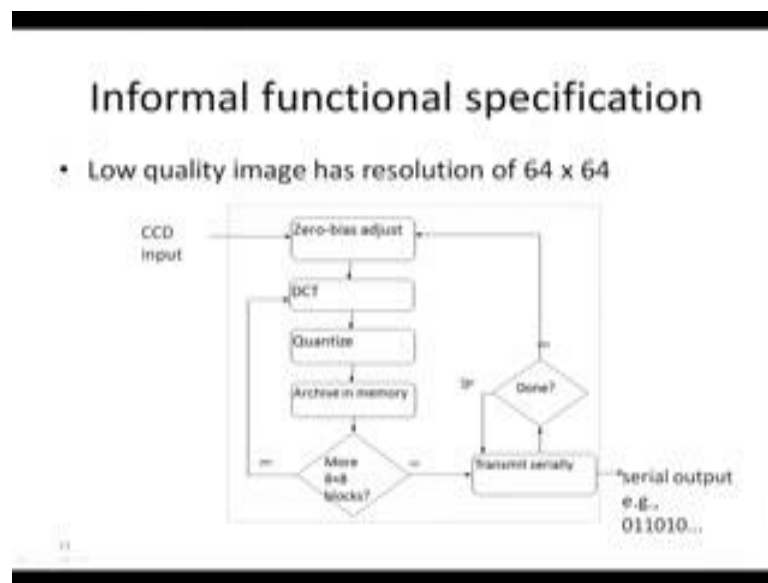 Informal functional specification
• Low quality image has resolution of 64 x 64
CCD
input
Zero-bias adjust
DCT
Quantize
Archive in memory
More
8×8
blocks?
Done?
Transmit serially
serial output
e.g.,
011010...